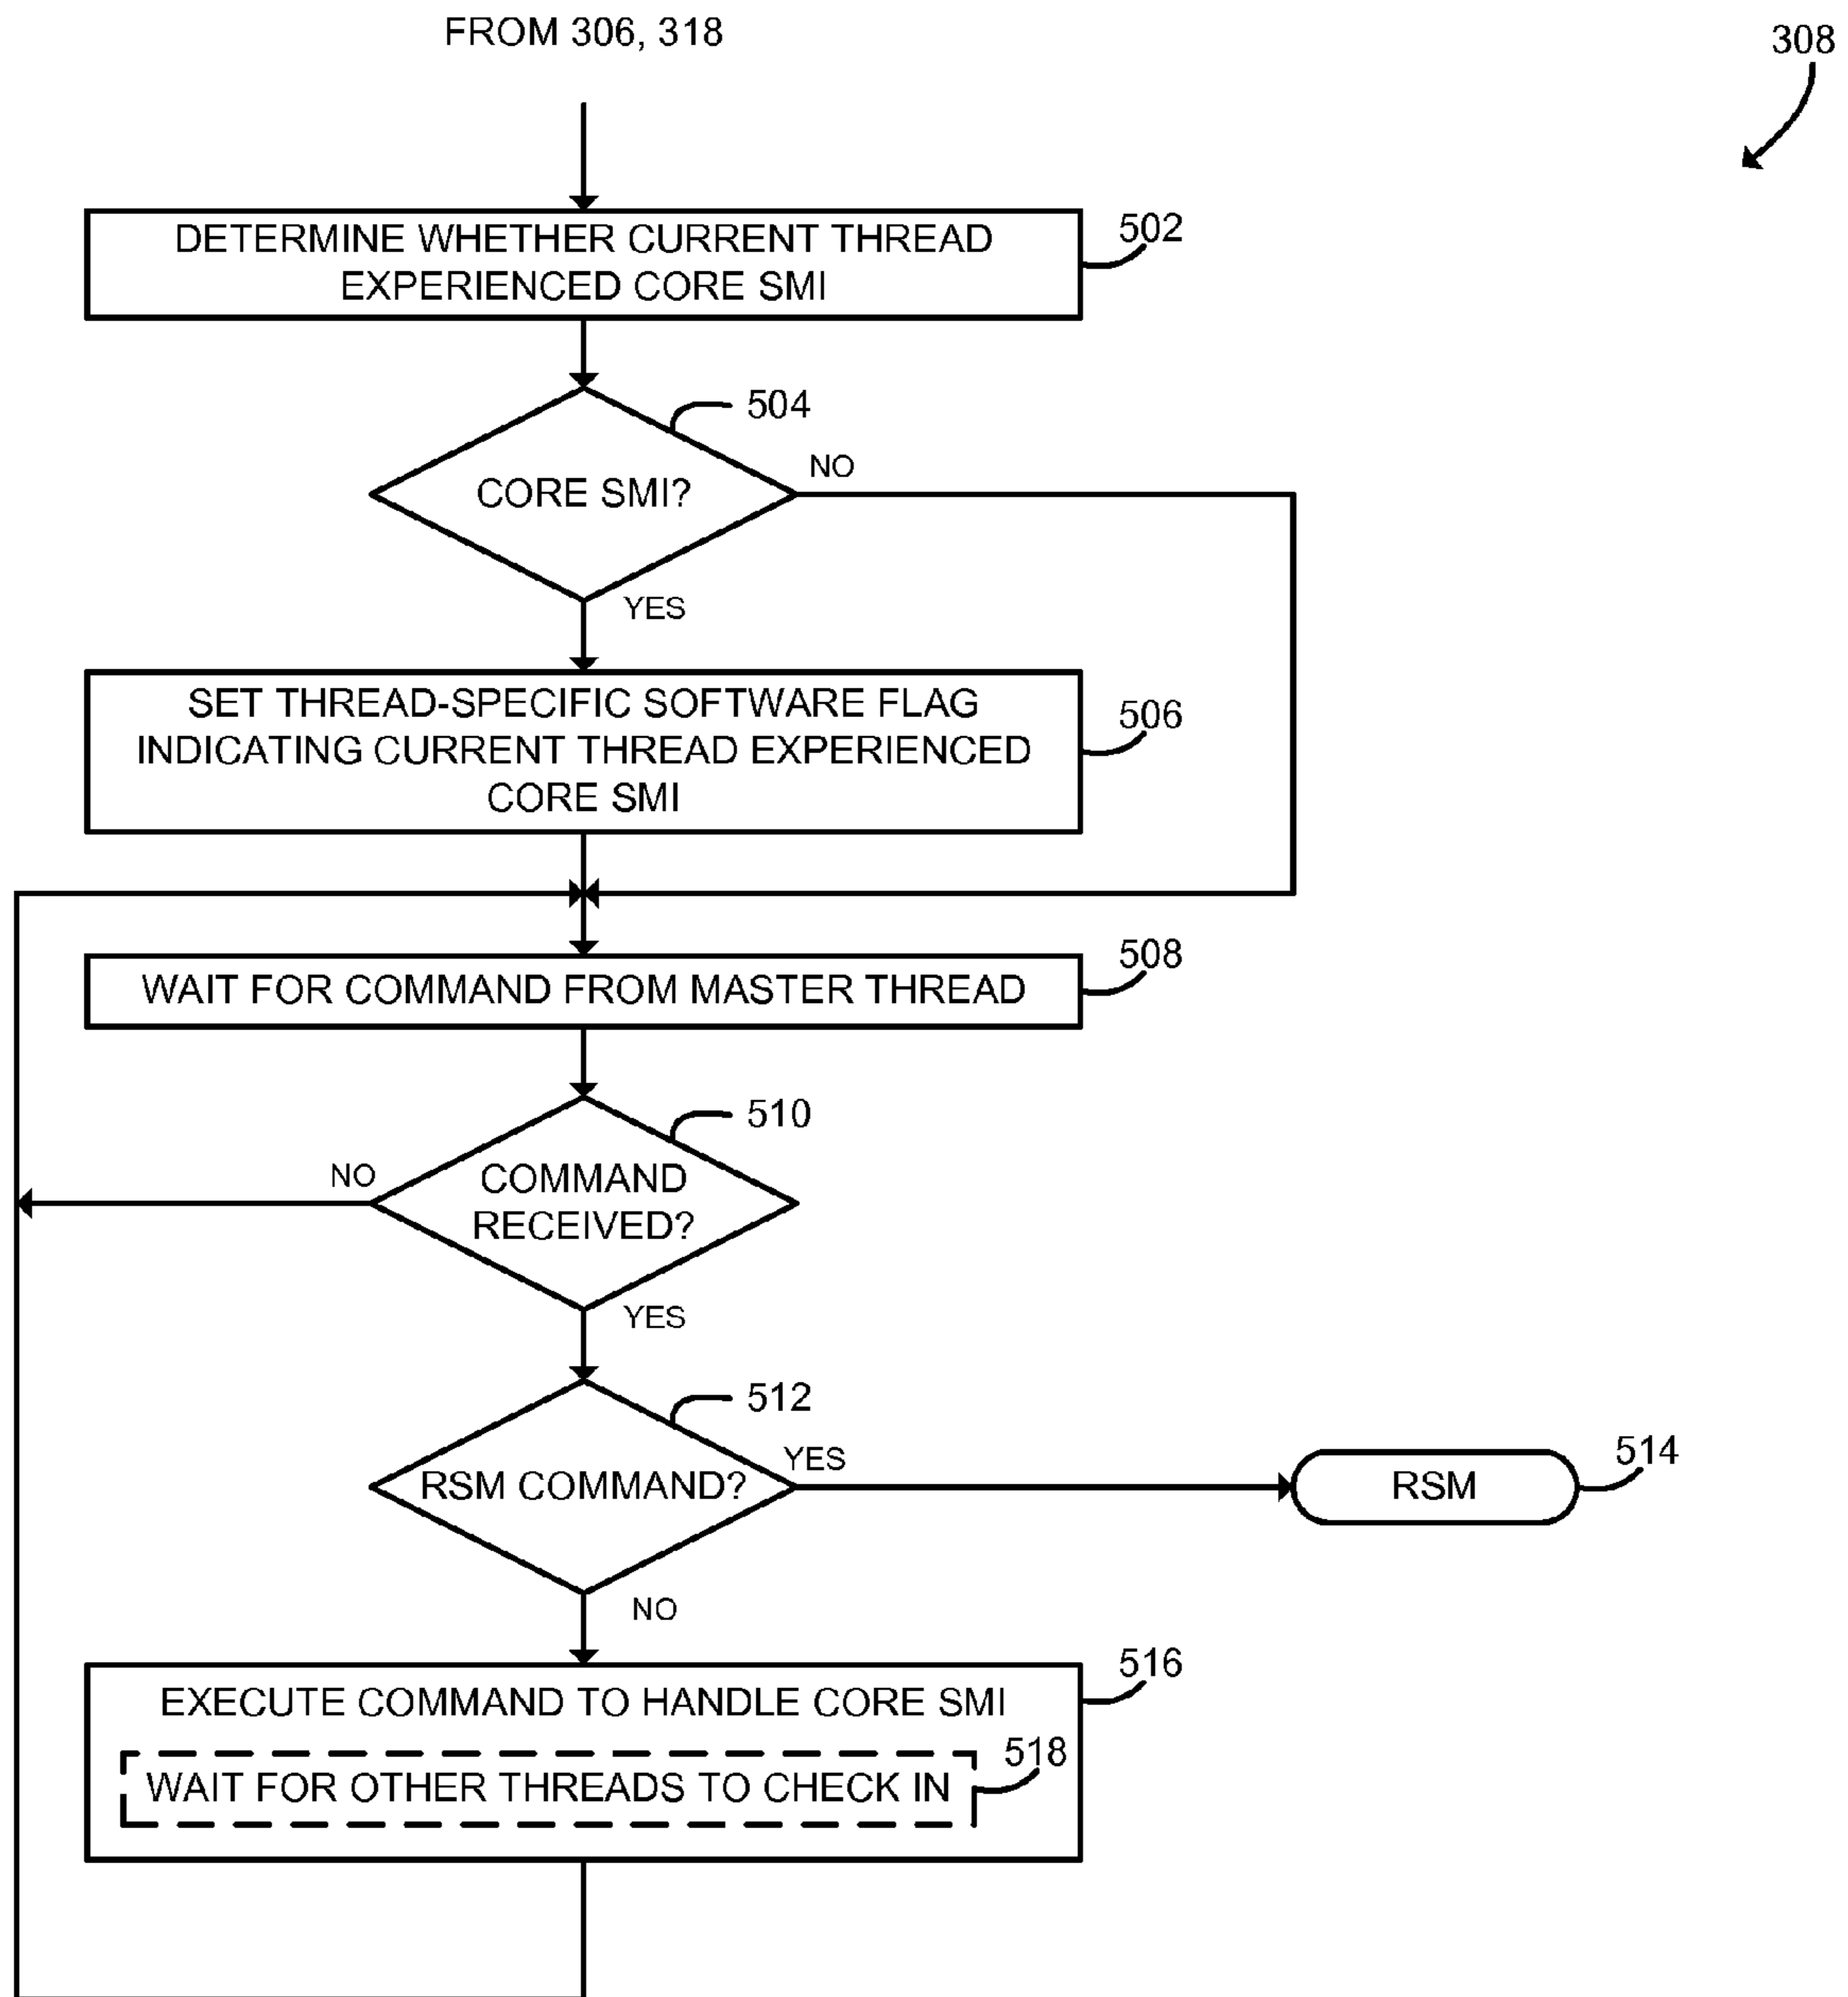 FROM 306, 318
308
DETERMINE WHETHER CURRENT THREAD
EXPERIENCED CORE SMI
502
504
CORE SMI?
NO
YES
SET THREAD-SPECIFIC SOFTWARE FLAG
INDICATING CURRENT THREAD EXPERIENCED
CORE SMI
506
WAIT FOR COMMAND FROM MASTER THREAD
508
510
NO
COMMAND
RECEIVED?
YES
512
RSM COMMAND?
YES
RSM
514
NO
EXECUTE COMMAND TO HANDLE CORE SMI
516
WAIT FOR OTHER THREADS TO CHECK IN
518